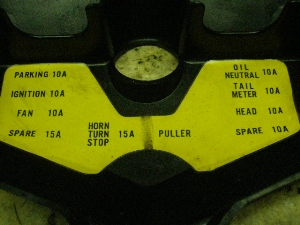 PARKING 10A
IGNITION 10A
FAN 10A
SPARE 15A
HORN
TURN 15A
STOP
PULLER
OIL
NEUTRAL 10A
TAIL
METER 10A
HEAD 10A
SPARE 10A